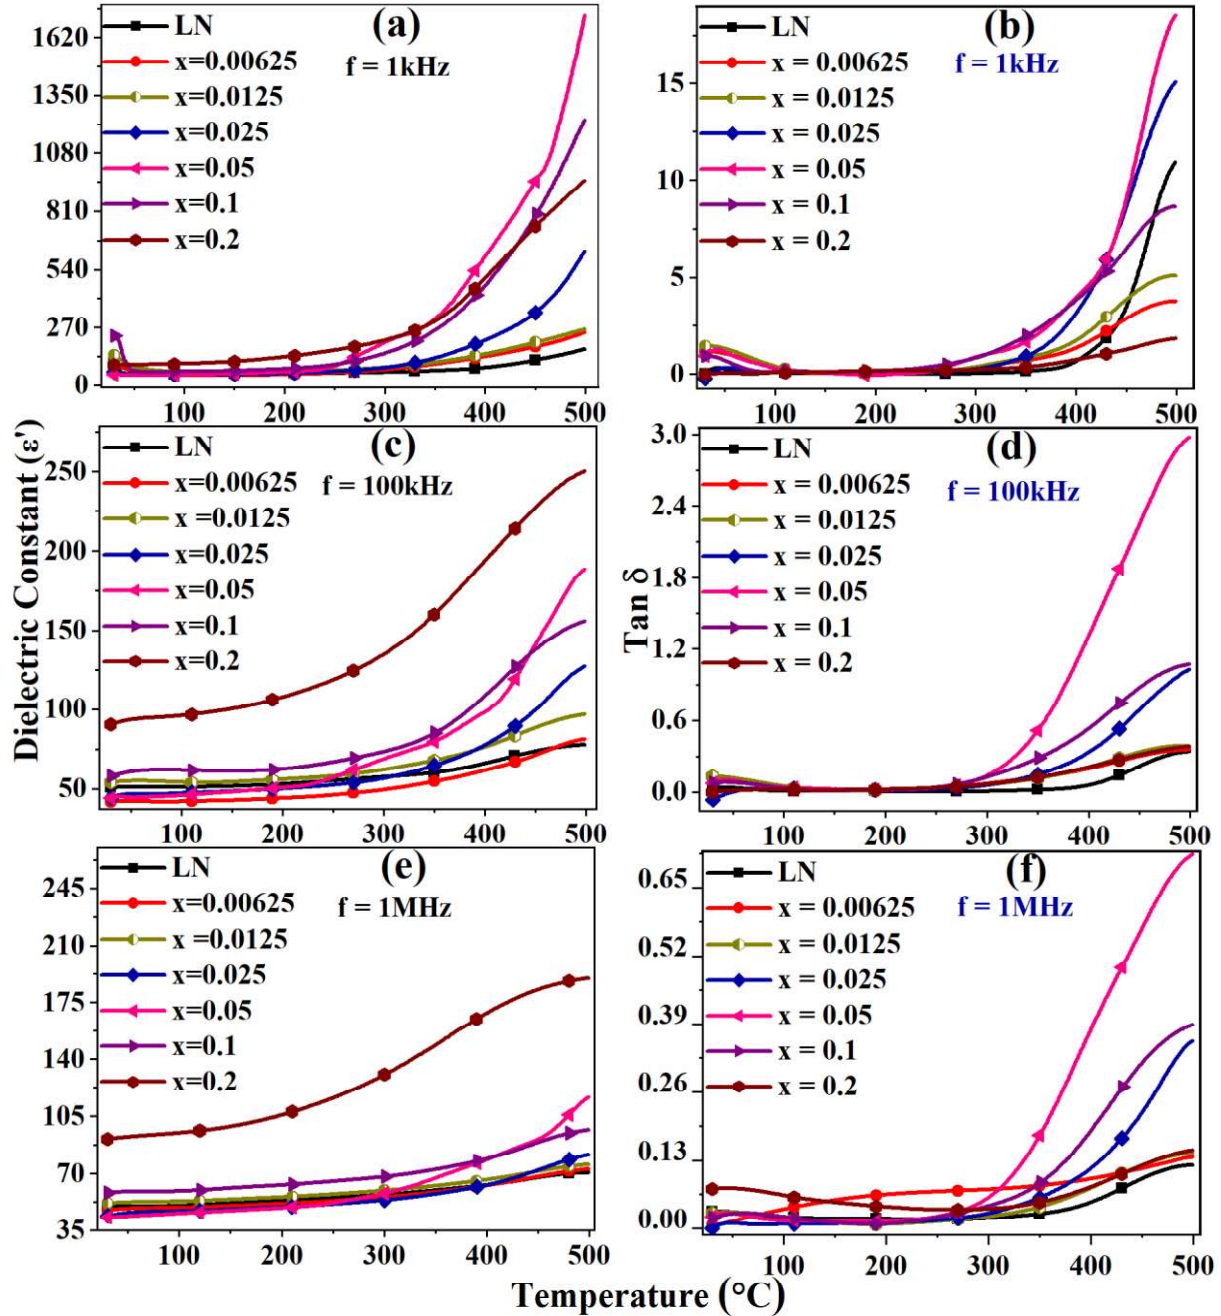 (a)
f = 1kHz
LN
x=0.00625
x=0.0125
x=0.025
x=0.05
x=0.1
x=0.2
1620
1350
1080
810
540
270
0
100 200 300 400 500
(b)
f = 1kHz
LN
x = 0.00625
x = 0.0125
x = 0.025
x = 0.05
x = 0.1
x = 0.2
15
10
5
0
100 200 300 400 500
(c)
f = 100kHz
LN
x=0.00625
x =0.0125
x=0.025
x=0.05
x=0.1
x=0.2
250
200
150
100
50
100 200 300 400 500
(d)
f = 100kHz
LN
x = 0.00625
x = 0.0125
x = 0.025
x = 0.05
x = 0.1
x = 0.2
3.0
2.4
1.8
1.2
0.6
0.0
100 200 300 400 500
(e)
f = 1MHz
LN
x=0.00625
x =0.0125
x=0.025
x=0.05
x=0.1
x=0.2
245
210
175
140
105
70
35
100 200 300 400 500
(f)
f = 1MHz
LN
x = 0.00625
x = 0.0125
x = 0.025
x = 0.05
x = 0.1
x = 0.2
0.65
0.52
0.39
0.26
0.13
0.00
100 200 300 400 500
Dielectric Constant (ε')
Tan δ
Temperature (°C)